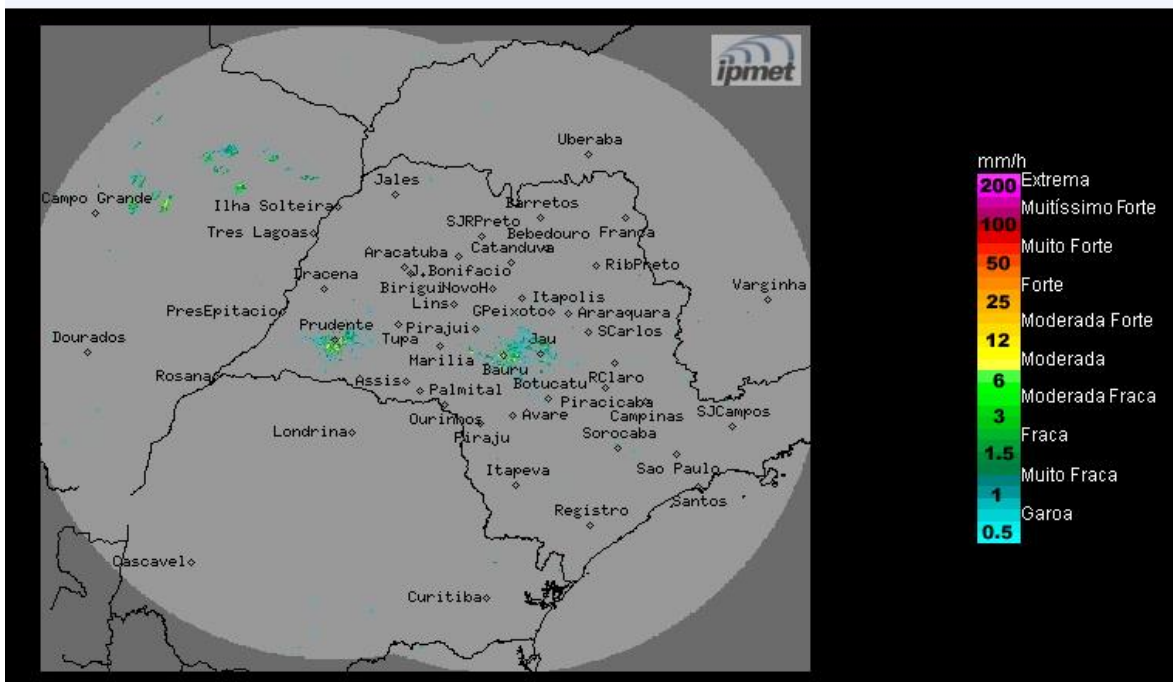 ipmet
Uberaba
Jales
Campo Grande
Ilha Solteira
Barretos
SJRPreto
Bebedouro
Franca
Tres Lagoas
Catanduva
Aracatuba
J.Bonifacio
RibPreto
Dracena
Birigui
NovoH
Varginha
Itapolis
Lins
PresEpitacio
GPeixoto
Araraquara
Prudente
Pirajui
SCarlos
Dourados
Tupa
Jau
Marilia
Bauru
Rosana
Assis
RClaro
Botucatu
Palmital
Piracicaba
Ourinhos
Avare
Campinas
SJCampos
Londrina
Piraju
Sorocaba
Itapeva
Sao Paulo
Santos
Registro
Cascavel
Curitiba
mm/h
200 Extrema
Muitíssimo Forte
100
Muito Forte
50
Forte
25
Moderada Forte
12
Moderada
6
Moderada Fraca
3
Fraca
1.5
Muito Fraca
1
Garoa
0.5